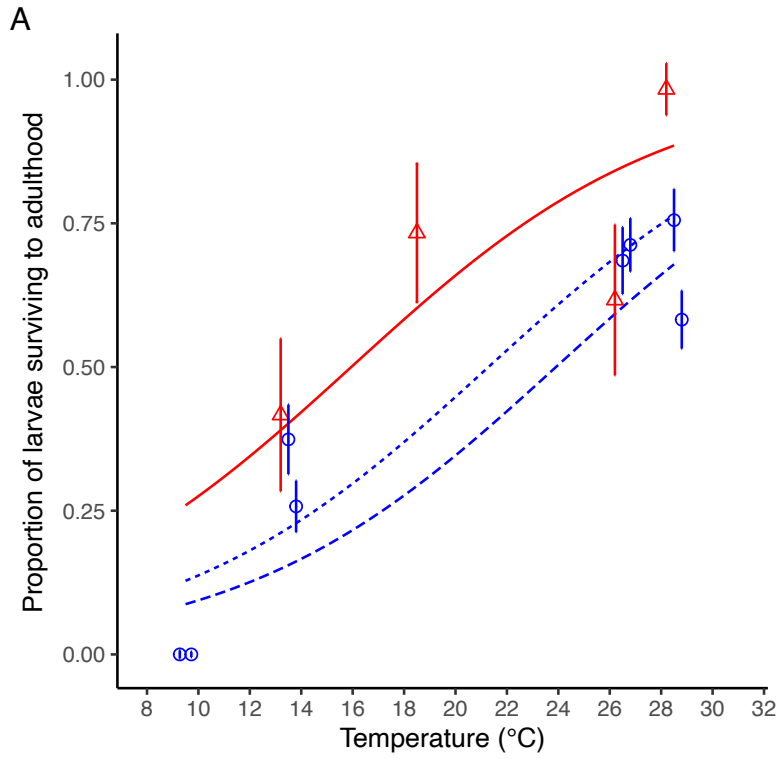 A
Proportion of larvae surviving to adulthood
1.00
0.75
0.50
0.25
0.00
8 10 12 14 16 18 20 22 24 26 28 30 32
Temperature (°C)